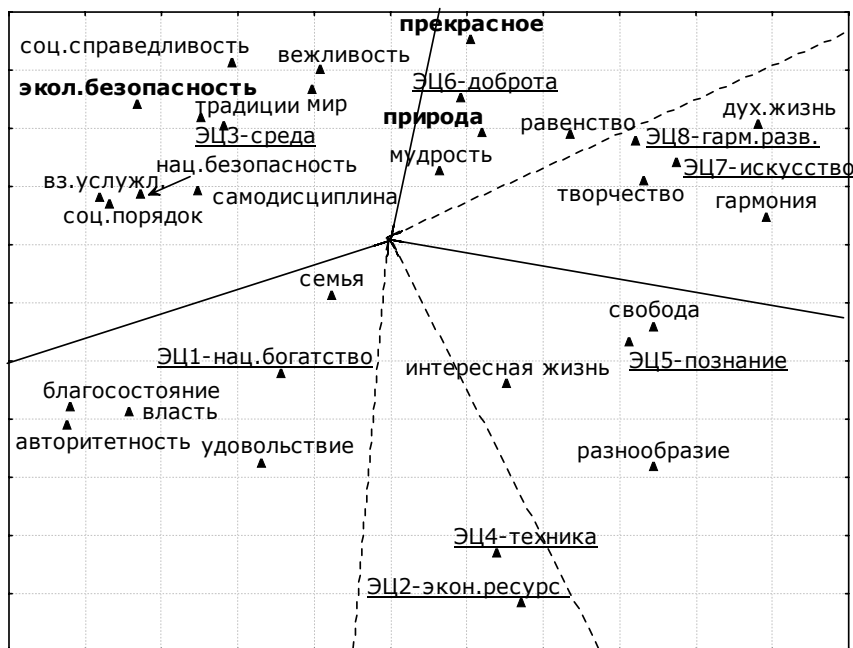 прекрасное
соц.справедливость
вежливость
экол.безопасность
ЭЦ6-доброта
традиции мир
дух.жизнь
природа
равенство
ЭЦ3-среда
ЭЦ8-гарм.разв.
мудрость
нац.безопасность
ЭЦ7-искусство
вз.услужл.
самодисциплина
творчество
гармония
соц.порядок
семья
свобода
ЭЦ1-нац.богатство
ЭЦ5-познание
интересная жизнь
благосостояние
власть
авторитетность
удовольствие
разнообразие
ЭЦ4-техника
ЭЦ2-экон.ресурс